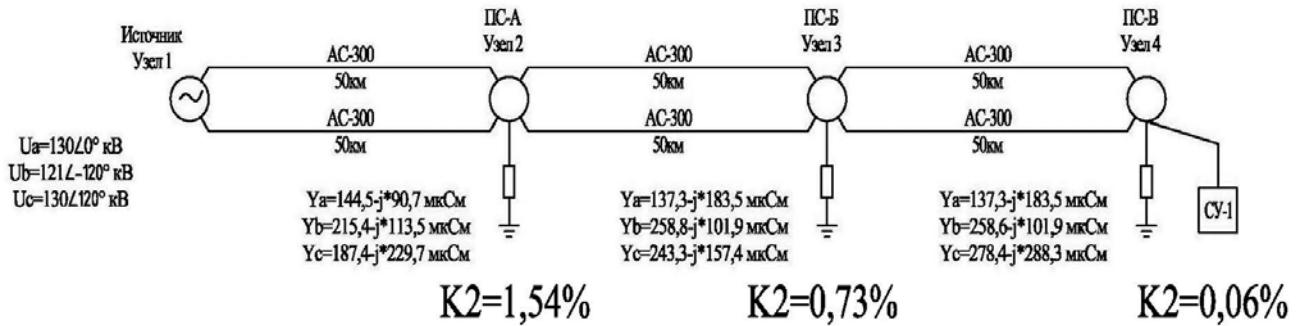 Источник
Узел 1
ПС-А
Узел 2
ПС-Б
Узел 3
ПС-В
Узел 4
АС-300
50км
АС-300
50км
АС-300
50км
АС-300
50км
АС-300
50км
АС-300
50км
Ua=130∠0° кВ
Ub=121∠-120° кВ
Uc=130∠120° кВ
Ya=144,5-j*90,7 мкСм
Yb=215,4-j*113,5 мкСм
Yc=187,4-j*229,7 мкСм
Ya=137,3-j*183,5 мкСм
Yb=258,8-j*101,9 мкСм
Yc=243,3-j*157,4 мкСм
Ya=137,3-j*183,5 мкСм
Yb=258,6-j*101,9 мкСм
Yc=278,4-j*288,3 мкСм
СУ-1
K2=1,54%
K2=0,73%
K2=0,06%